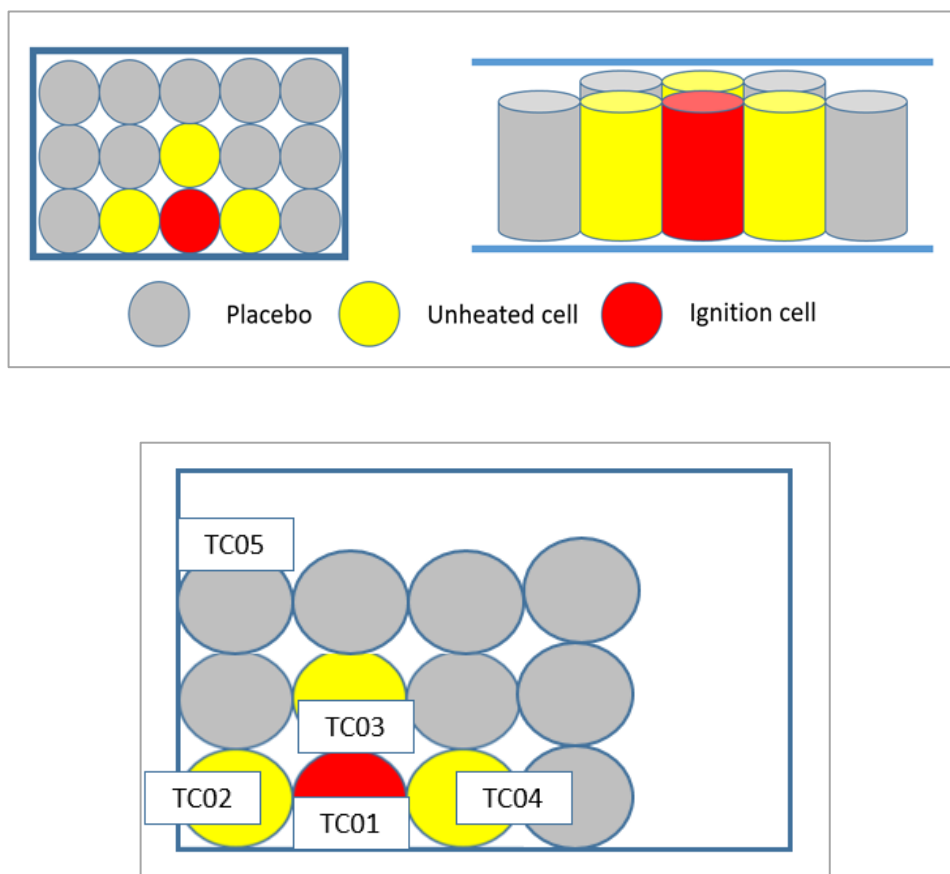 Placebo
Unheated cell
Ignition cell
TC05
TC03
TC02
TC04
TC01